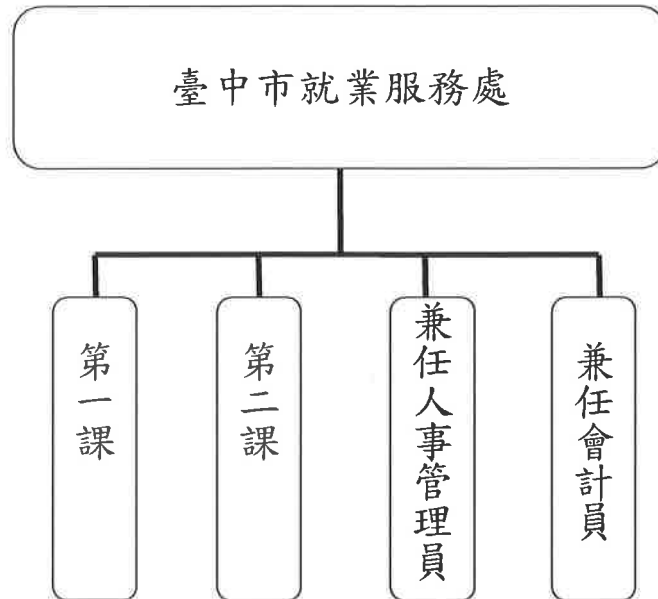 臺中市就業服務處
第一課
第二課
兼任人事管理員
兼任會計員